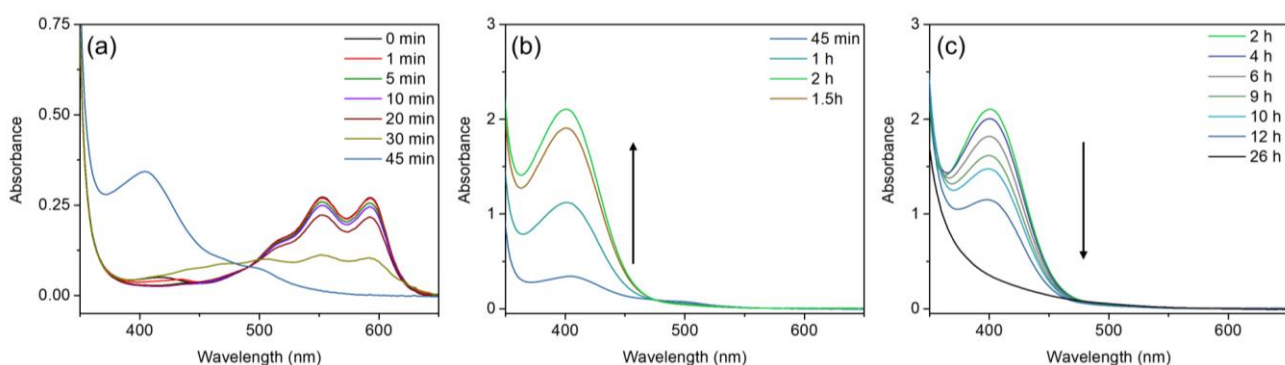 (a)
0 min
1 min
5 min
10 min
20 min
30 min
45 min
0.75
0.50
0.25
0.00
Absorbance
400 500 600
Wavelength (nm)
(b)
45 min
1 h
2 h
1.5h
3
2
1
0
Absorbance
400 500 600
Wavelength (nm)
(c)
2 h
4 h
6 h
9 h
10 h
12 h
26 h
3
2
1
0
Absorbance
400 500 600
Wavelength (nm)